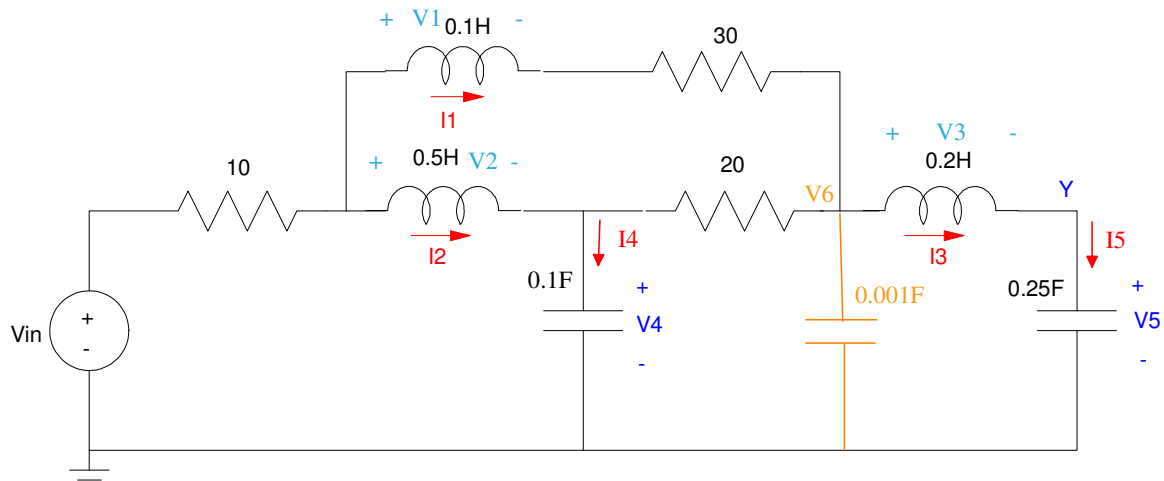 + V1 -
0.1H
30
I1
+ V3 -
0.5H
+ V2 -
0.2H
10
20
V6
Y
I2
I4
I3
I5
0.1F
+
V4
-
0.001F
0.25F
+
V5
-
Vin
+
-